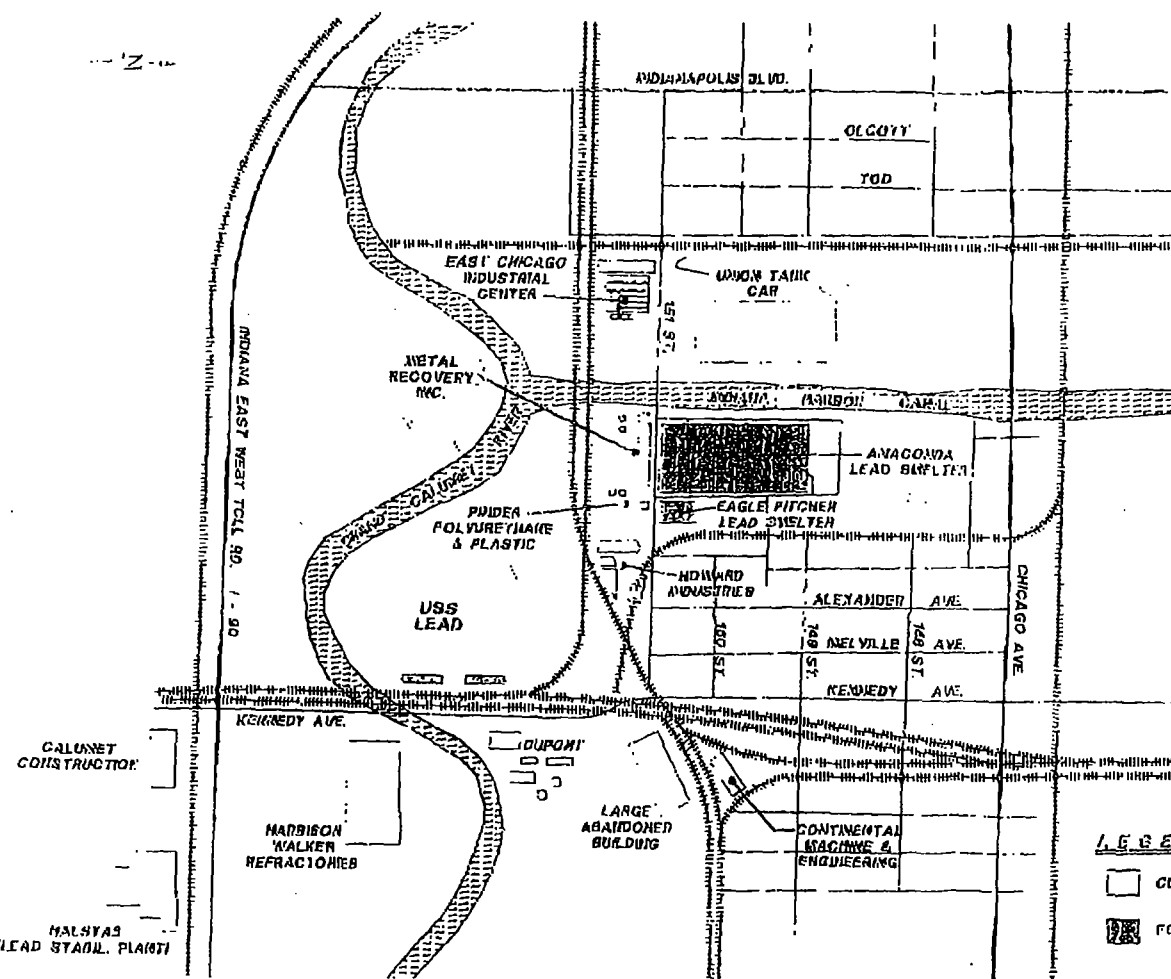 INDIANAPOLIS BLVD.
OLCOTT
TOD
EAST CHICAGO
INDUSTRIAL
CENTER
UNION TANK
CAR
151 ST.
METAL
RECOVERY
INC.
INDIANA HARBOR CANAL
INDIANA EAST WEST TOLL RD. I - 90
GRAND CALUMET RIVER
ANACONDA
LEAD SMELTER
EAGLE PITCHER
LEAD SMELTER
POLYURETHANE
& PLASTIC
HOWARD
INDUSTRIES
USS
LEAD
ALEXANDER AVE.
CHICAGO AVE.
150 ST.
149 ST.
148 ST.
MELVILLE AVE.
KENNEDY AVE.
KENNEDY AVE.
CALUMET
CONSTRUCTION
DUPONT
HARBISON
WALKER
REFRACTORIES
LARGE
ABANDONED
BUILDING
CONTINENTAL
MACHINE &
ENGINEERING
LEGE
LEAD STABIL. PLANT)